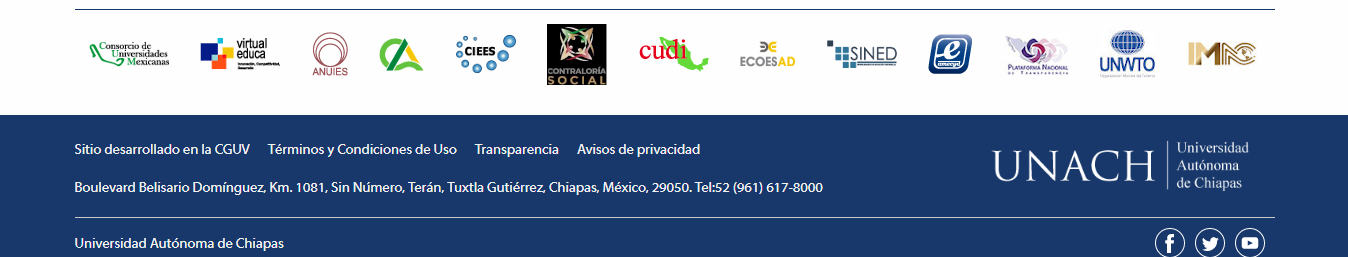 Consorcio de
Universidades
Mexicanas
virtual
educa
Innovación, Competitividad,
Desarrollo
ANUIES
CA
CIEES
CONTRALORÍA
SOCIAL
cudi
ECOESAD
SINED
e
amecyd
PLATAFORMA NACIONAL
DE TRANSPARENCIA
UNWTO
IMN
Sitio desarrollado en la CGUV Términos y Condiciones de Uso Transparencia Avisos de privacidad
Boulevard Belisario Domínguez, Km. 1081, Sin Número, Terán, Tuxtla Gutiérrez, Chiapas, México, 29050. Tel:52 (961) 617-8000
UNACH
Universidad
Autónoma
de Chiapas
Universidad Autónoma de Chiapas